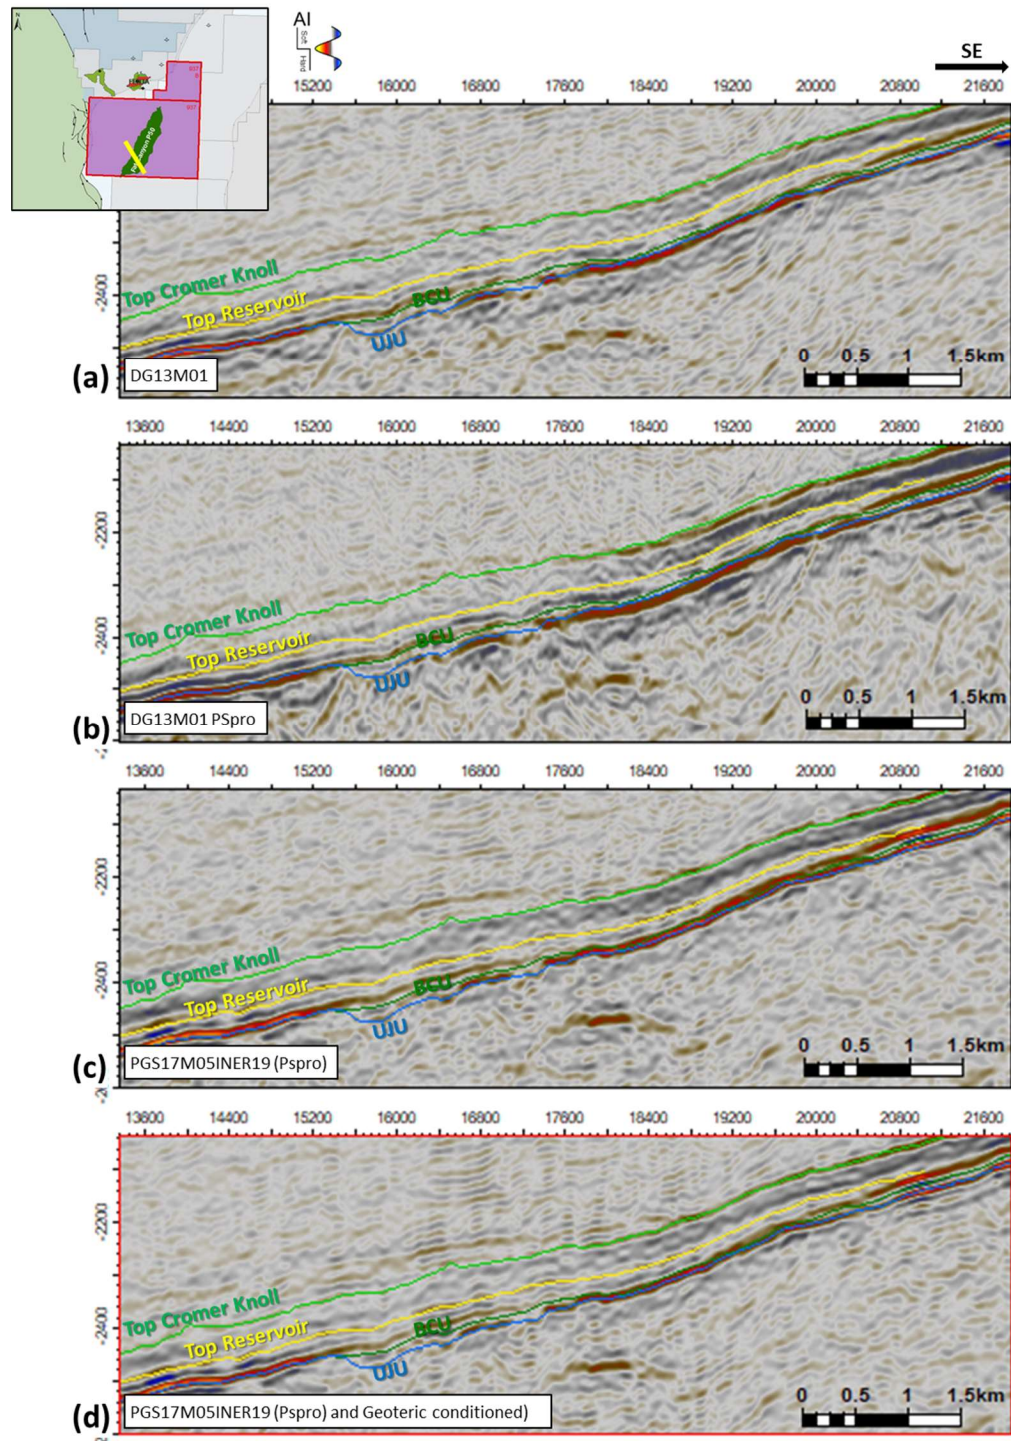 N
AI
Soft
Hard
SE
Fynn Canyon P50
15200 16000 16800 17600 18400 19200 20000 20800 21600
-2400
Top Cromer Knoll
Top Reservoir
BCU
UJU
0 0.5 1 1.5km
(a)
DG13M01
13600 14400 15200 16000 16800 17600 18400 19200 20000 20800 21600
-2200
-2400
Top Cromer Knoll
Top Reservoir
BCU
UJU
0 0.5 1 1.5km
(b)
DG13M01 PSpro
13600 14400 15200 16000 16800 17600 18400 19200 20000 20800 21600
-2200
-2400
Top Cromer Knoll
Top Reservoir
BCU
UJU
0 0.5 1 1.5km
(c)
PGS17M05INER19 (Pspro)
13600 14400 15200 16000 16800 17600 18400 19200 20000 20800 21600
-2200
-2400
Top Cromer Knoll
Top Reservoir
BCU
UJU
0 0.5 1 1.5km
(d)
PGS17M05INER19 (Pspro) and Geoteric conditioned)